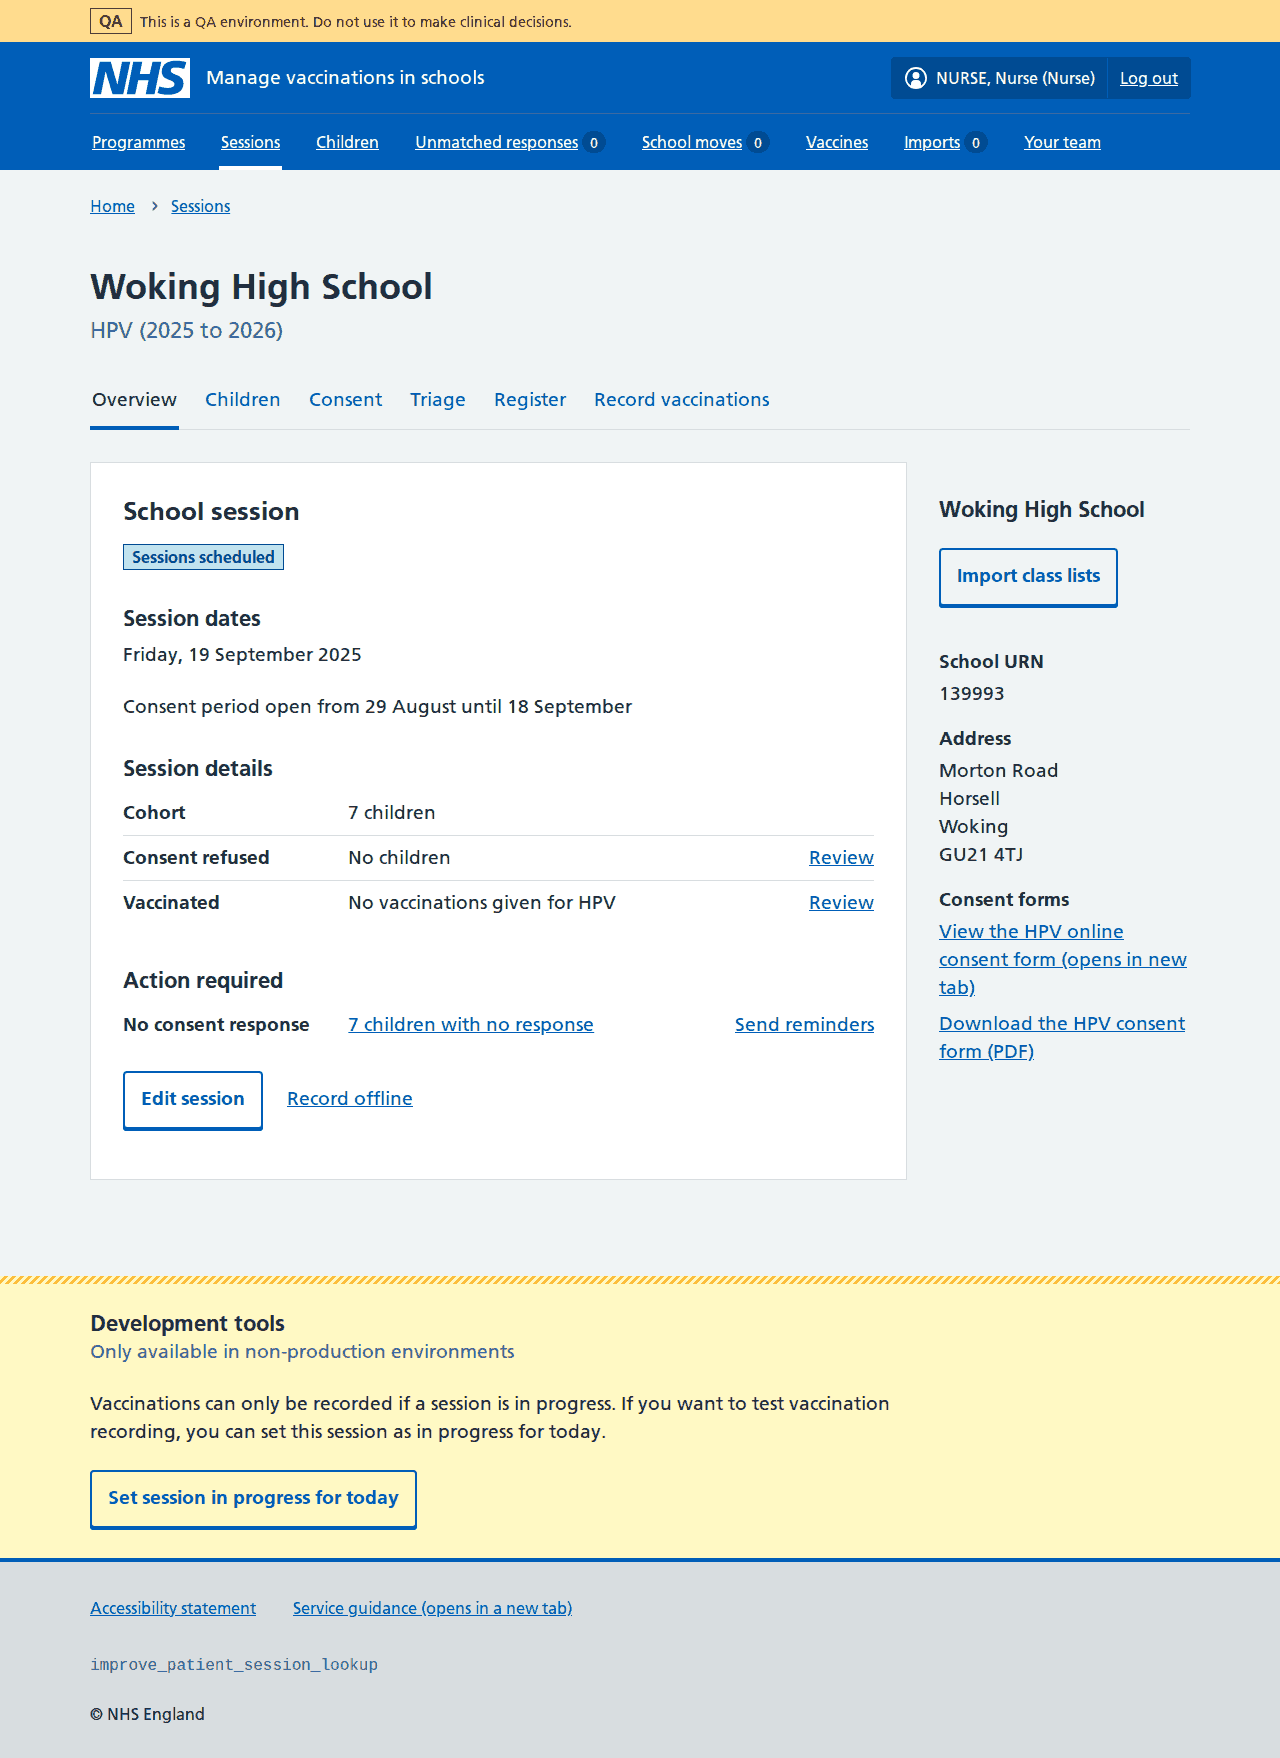 QA This is a QA environment. Do not use it to make clinical decisions.
NHS Manage vaccinations in schools NURSE, Nurse (Nurse) Log out
Programmes Sessions Children Unmatched responses 0 School moves 0 Vaccines Imports 0 Your team
Home › Sessions
Woking High School
HPV (2025 to 2026)
Overview Children Consent Triage Register Record vaccinations
School session
Sessions scheduled
Session dates
Friday, 19 September 2025
Consent period open from 29 August until 18 September
Session details
Cohort 7 children
Consent refused No children Review
Vaccinated No vaccinations given for HPV Review
Action required
No consent response 7 children with no response Send reminders
Edit session Record offline
Woking High School
Import class lists
School URN
139993
Address
Morton Road
Horsell
Woking
GU21 4TJ
Consent forms
View the HPV online
consent form (opens in new
tab)
Download the HPV consent
form (PDF)
Development tools
Only available in non-production environments
Vaccinations can only be recorded if a session is in progress. If you want to test vaccination
recording, you can set this session as in progress for today.
Set session in progress for today
Accessibility statement Service guidance (opens in a new tab)
improve_patient_session_lookup
© NHS England